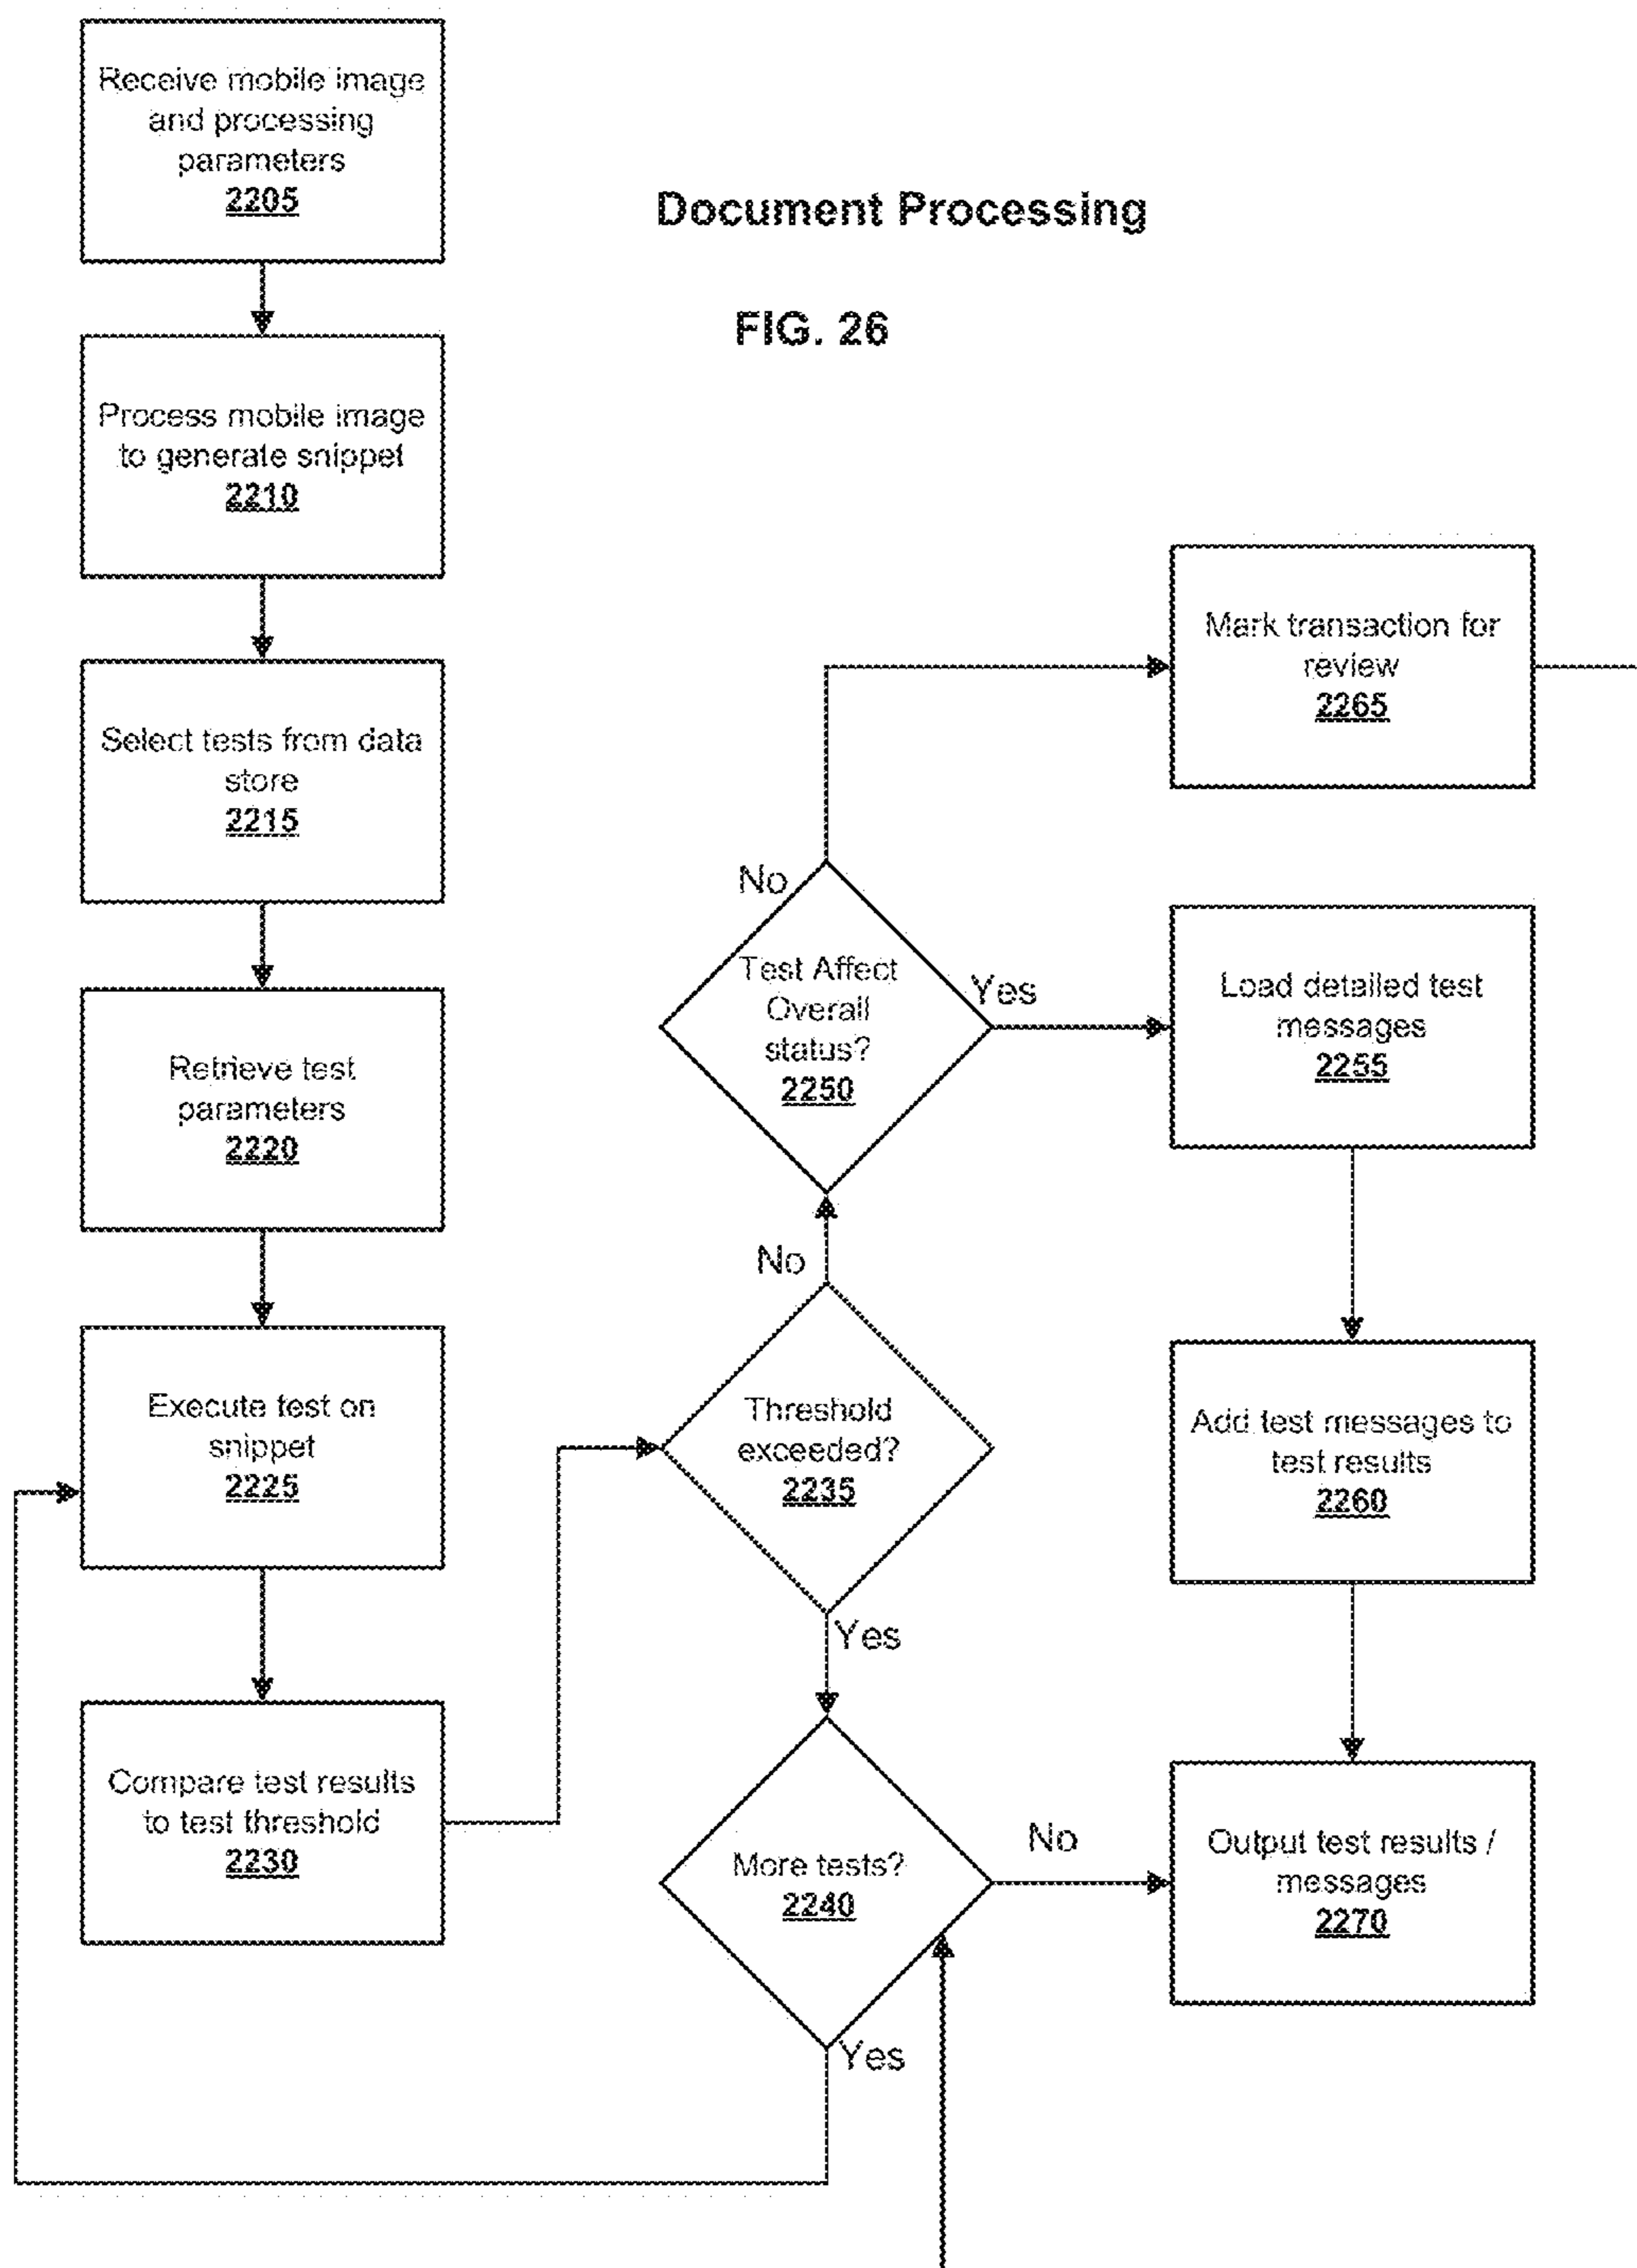 Receive mobile image
and processing
parameters
2205
Document Processing
FIG. 26
Process mobile image
to generate snippet
2210
Select tests from data
store
2215
Retrieve test
parameters
2220
Execute test on
snippet
2225
Compare test results
to test threshold
2230
Threshold
exceeded?
2235
No
Yes
Test Affect
Overall
status?
2250
No
Yes
Mark transaction for
review
2265
Load detailed test
messages
2255
Add test messages to
test results
2260
More tests?
2240
No
Yes
Output test results /
messages
2270